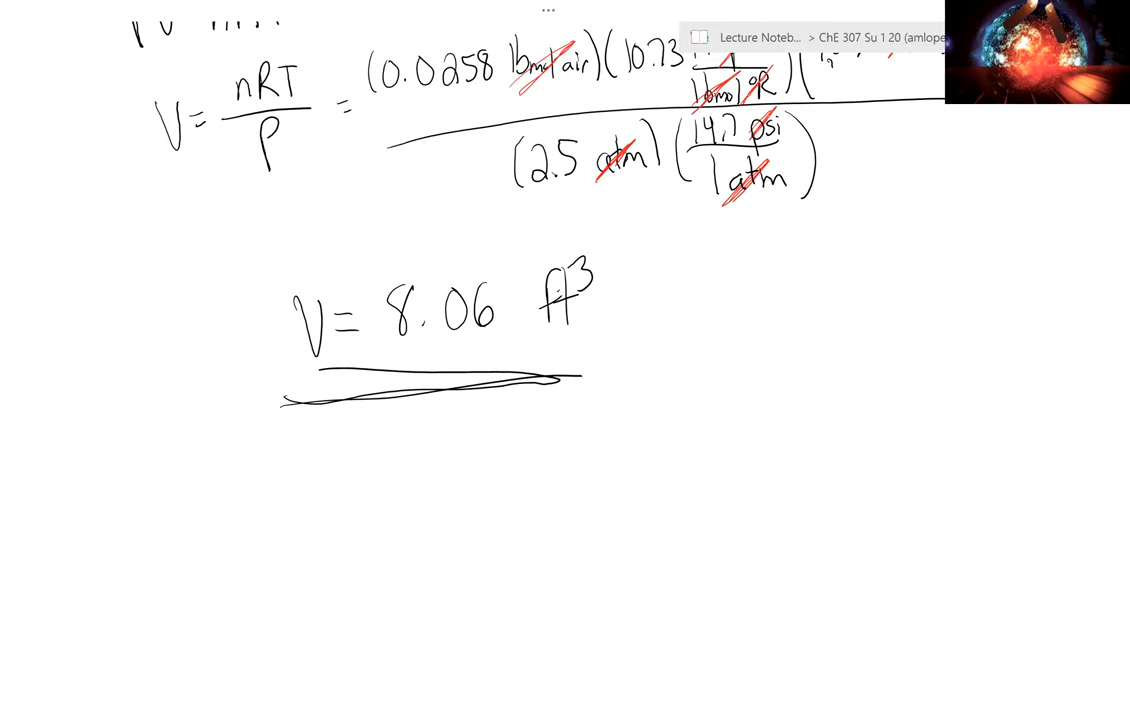 Lecture Noteb... > ChE 307 Su 1 20 (amlope
V = nRT / P = (0.0258 lbmol air)(10.73 / lbmol °R)(
(2.5 atm)(14.7 psi / 1 atm)
V = 8.06 ft³